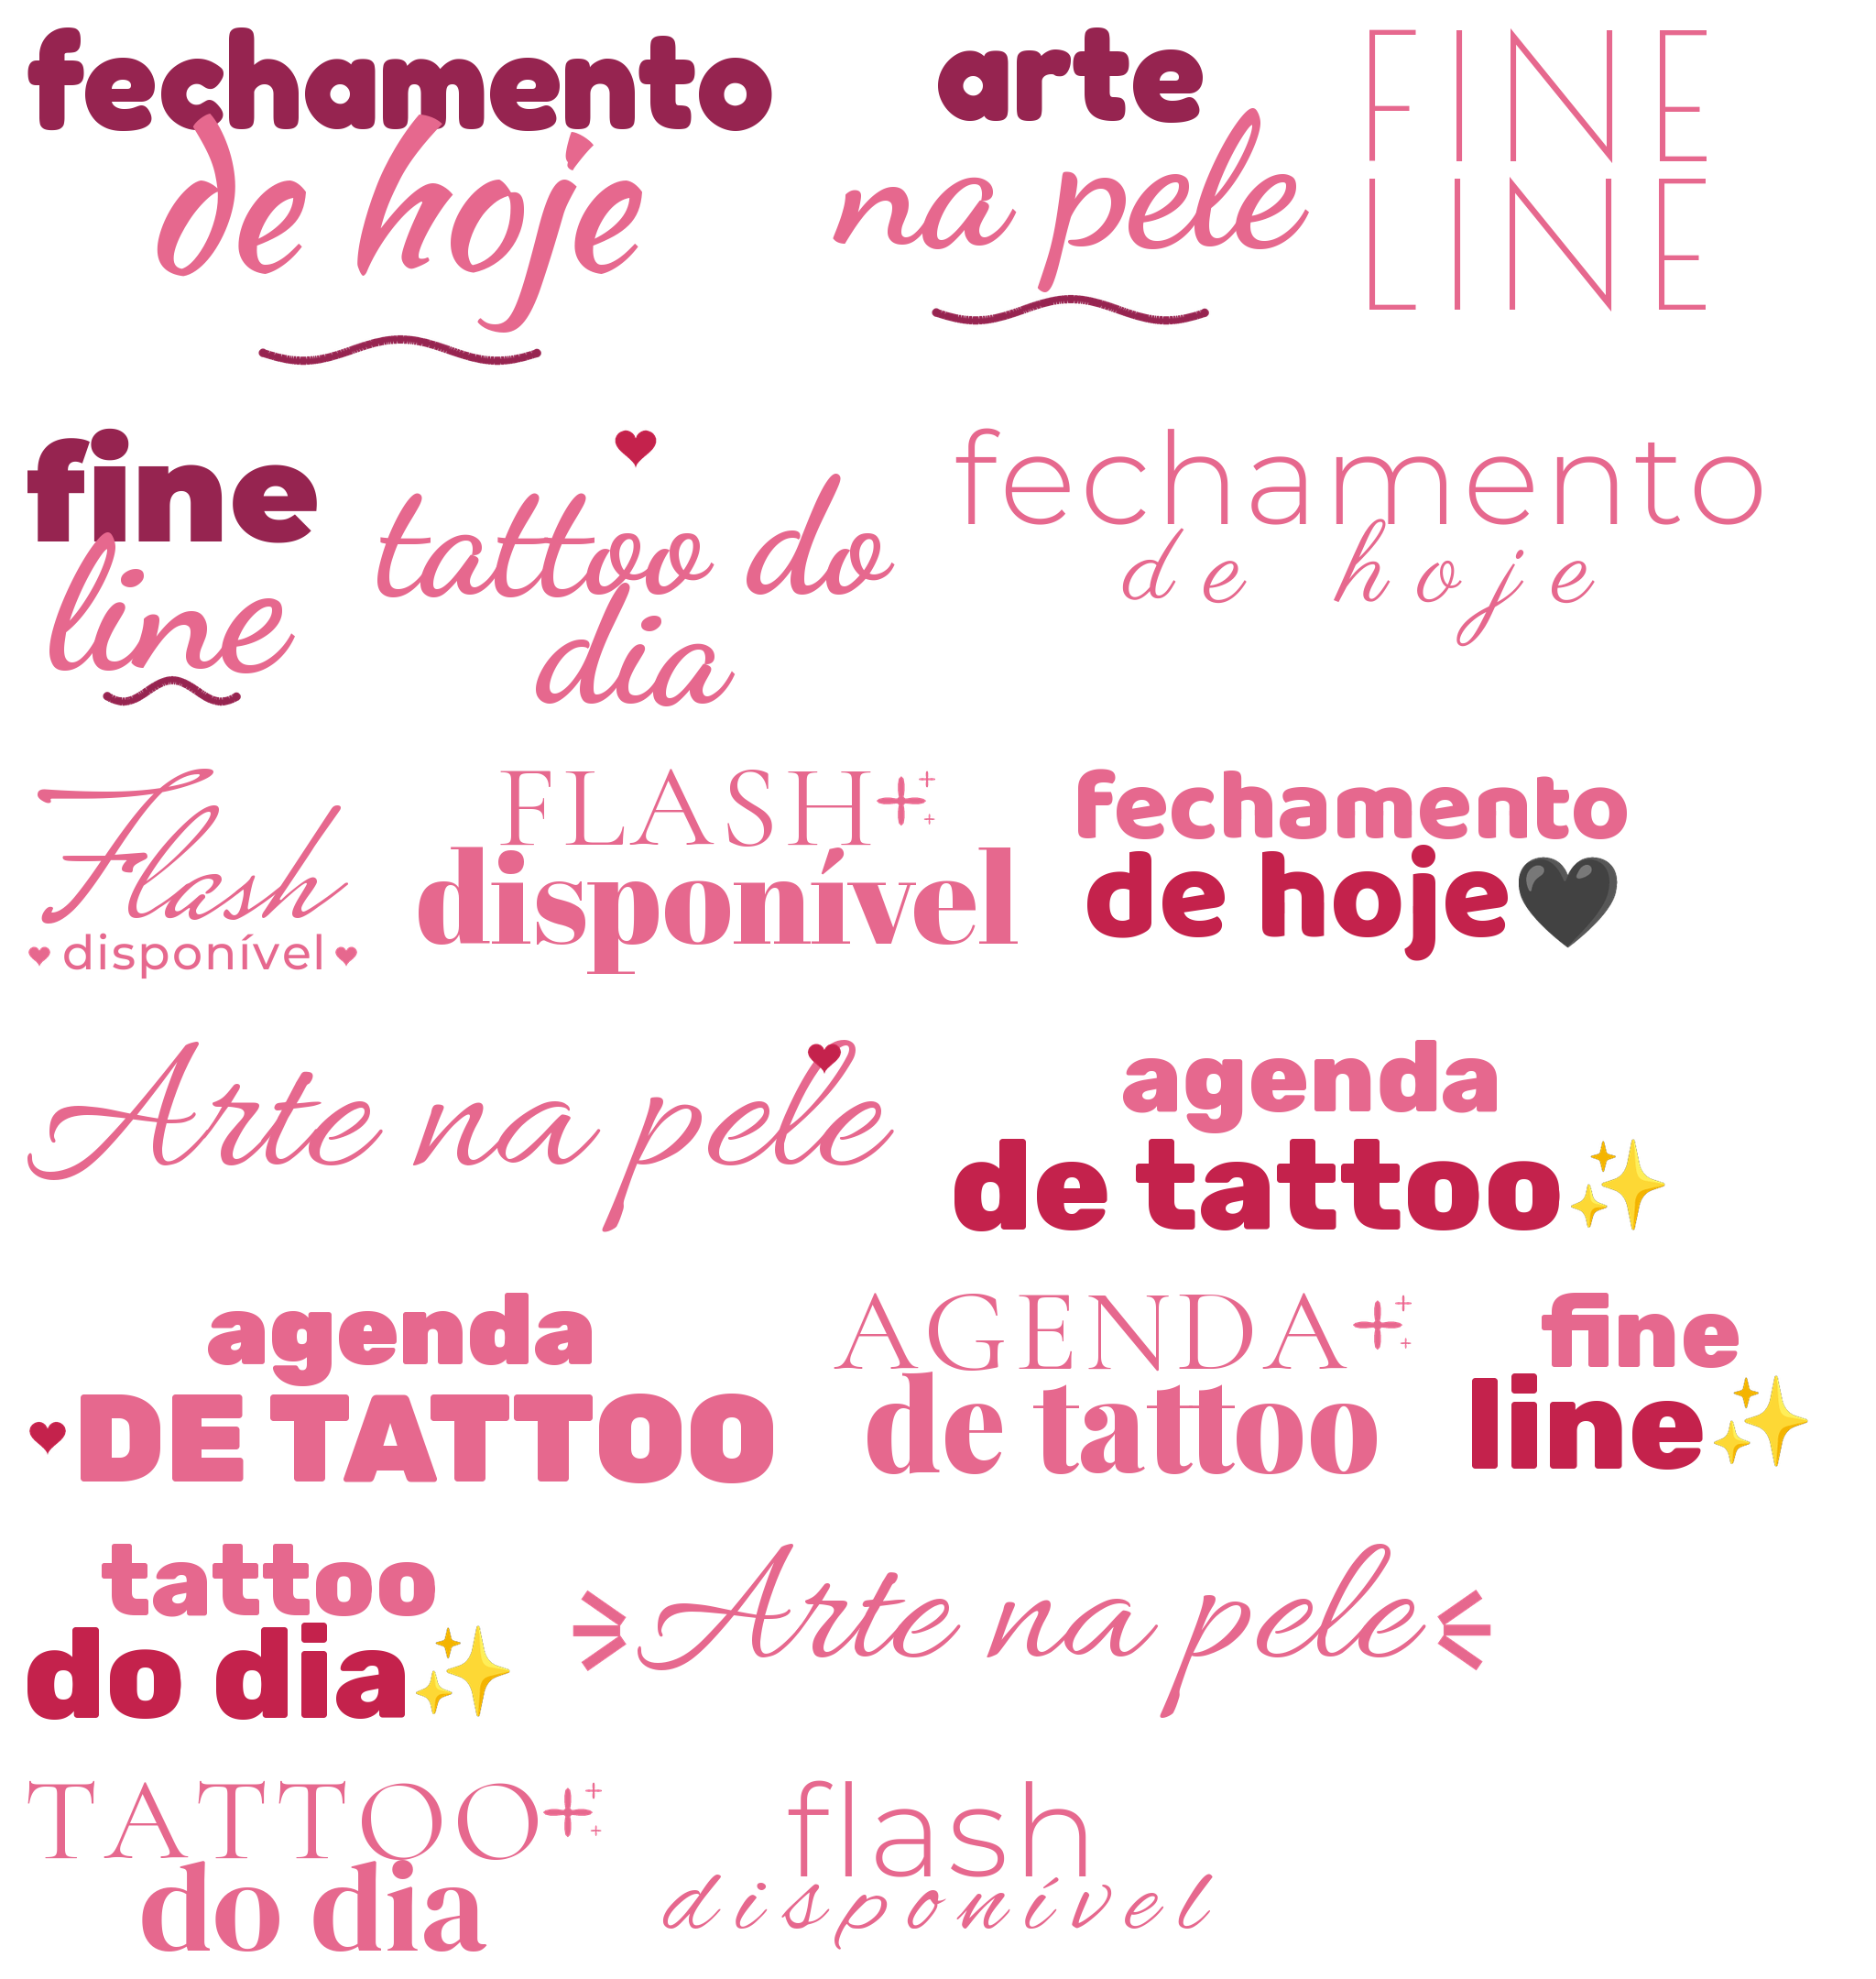 fechamento
de hoje
arte
na pele
FINE
LINE
fine
line
tattoo do
dia
fechamento
de hoje
Flash
disponível
FLASH
disponível
fechamento
de hoje🖤
Arte na pele
agenda
de tattoo✨
agenda
DE TATTOO
AGENDA
de tattoo
fine
line✨
tattoo
do dia✨
Arte na pele
TATTOO
do dia
flash
disponível